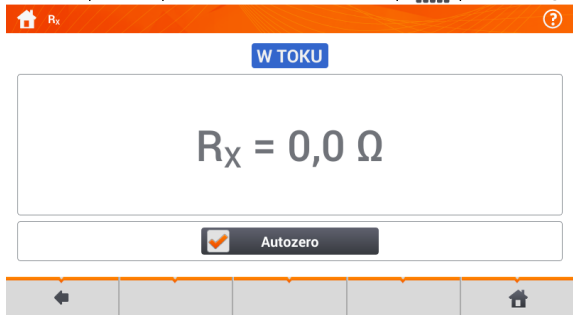 Rx
W TOKU
RX = 0,0 Ω
Autozero